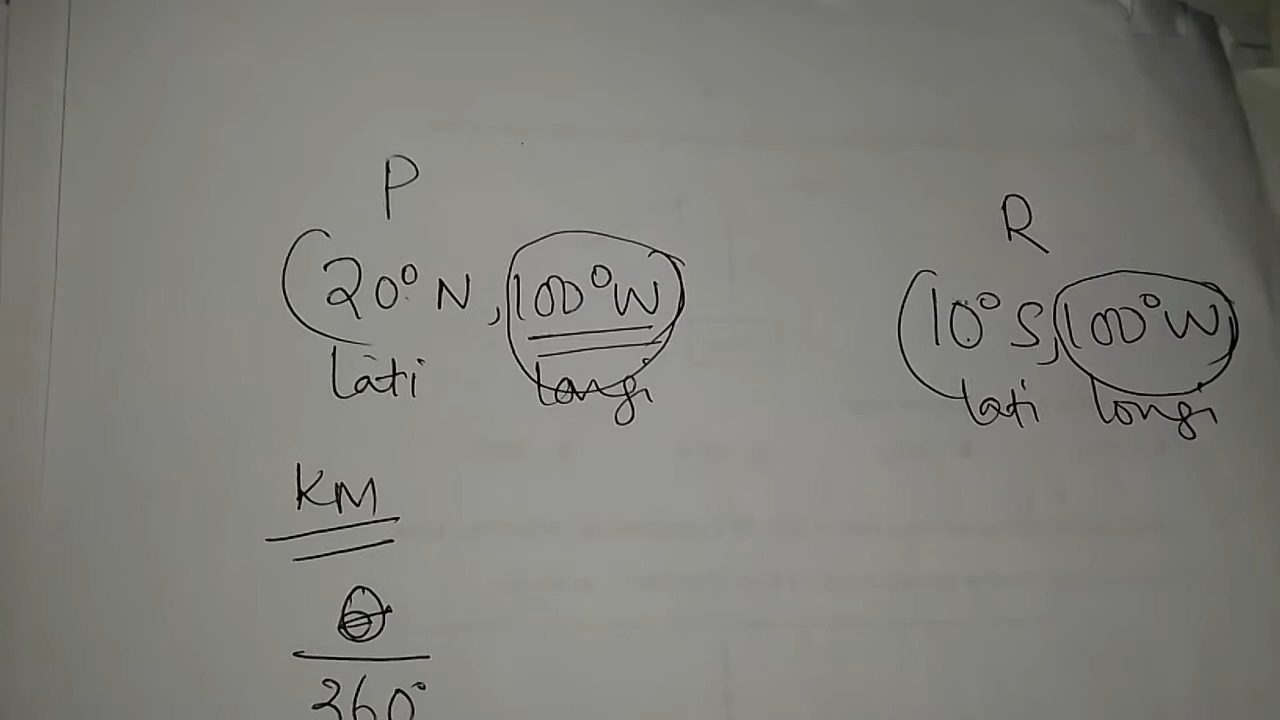 P
R
(20°N, 100°W)
(10°S, 100°W)
lati longi
lati longi
KM
θ
360°